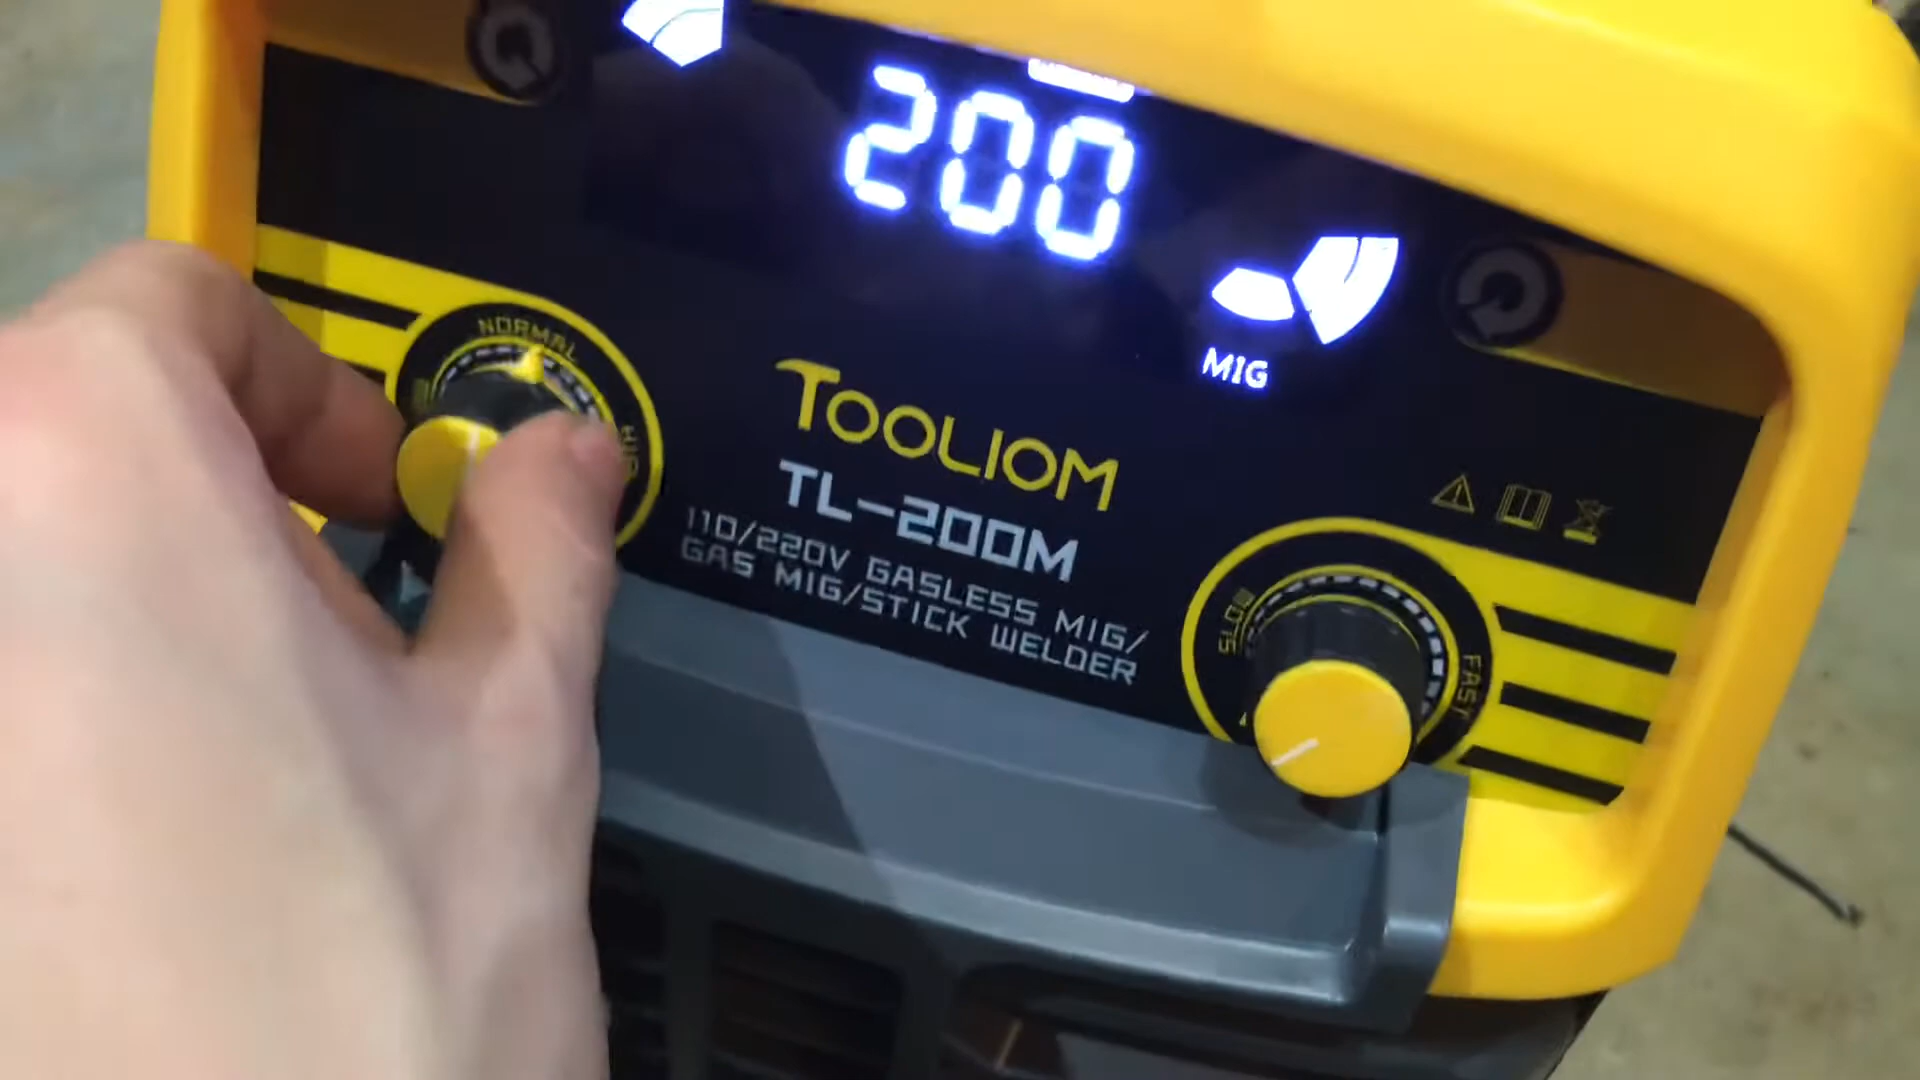 200
MIG
NORMAL
TOOLIOM
TL-200M
110/220V GASLESS MIG/
GAS MIG/STICK WELDER
SLOW
FAST